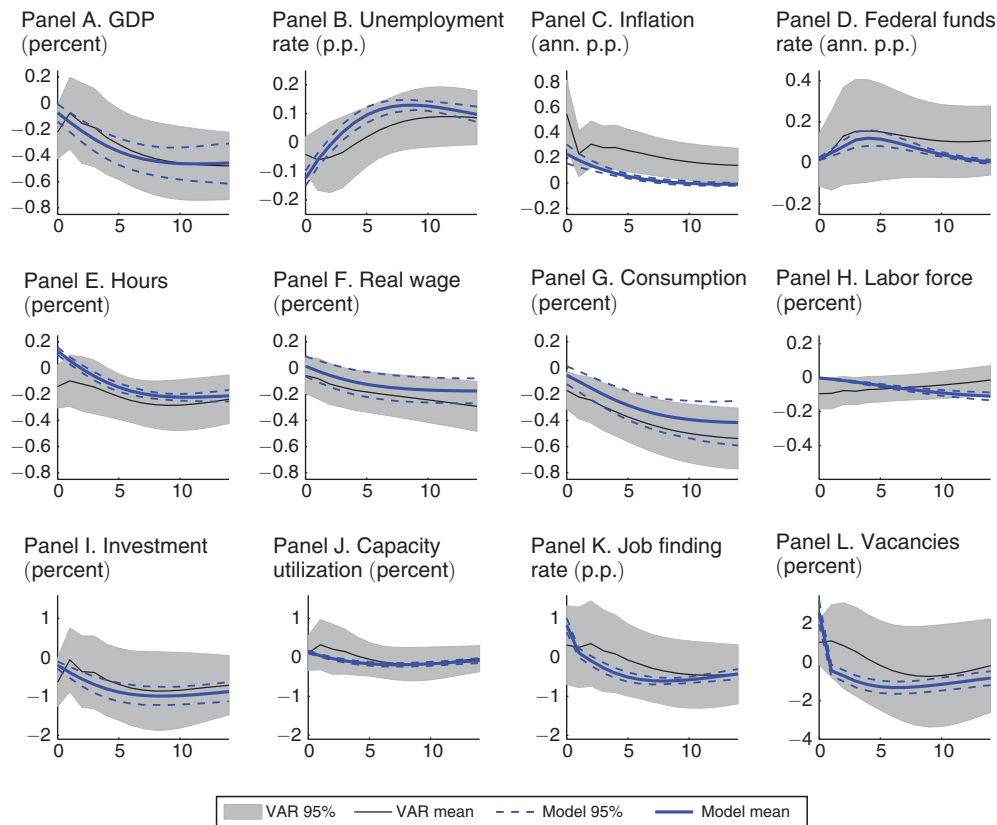 Panel A. GDP
(percent)
Panel B. Unemployment
rate (p.p.)
Panel C. Inflation
(ann. p.p.)
Panel D. Federal funds
rate (ann. p.p.)
0.2
0
−0.2
−0.4
−0.6
−0.8
0 5 10
0.2
0.1
0
−0.1
−0.2
0 5 10
0.8
0.6
0.4
0.2
0
−0.2
0 5 10
0.4
0.2
0
−0.2
0 5 10
Panel E. Hours
(percent)
Panel F. Real wage
(percent)
Panel G. Consumption
(percent)
Panel H. Labor force
(percent)
0.2
0
−0.2
−0.4
−0.6
−0.8
0 5 10
0.2
0
−0.2
−0.4
−0.6
−0.8
0 5 10
0.2
0
−0.2
−0.4
−0.6
−0.8
0 5 10
0.2
0
−0.2
−0.4
0 5 10
Panel I. Investment
(percent)
Panel J. Capacity
utilization (percent)
Panel K. Job finding
rate (p.p.)
Panel L. Vacancies
(percent)
1
0
−1
−2
0 5 10
1
0
−1
−2
0 5 10
1
0
−1
−2
0 5 10
2
0
−2
−4
0 5 10
VAR 95% VAR mean Model 95% Model mean